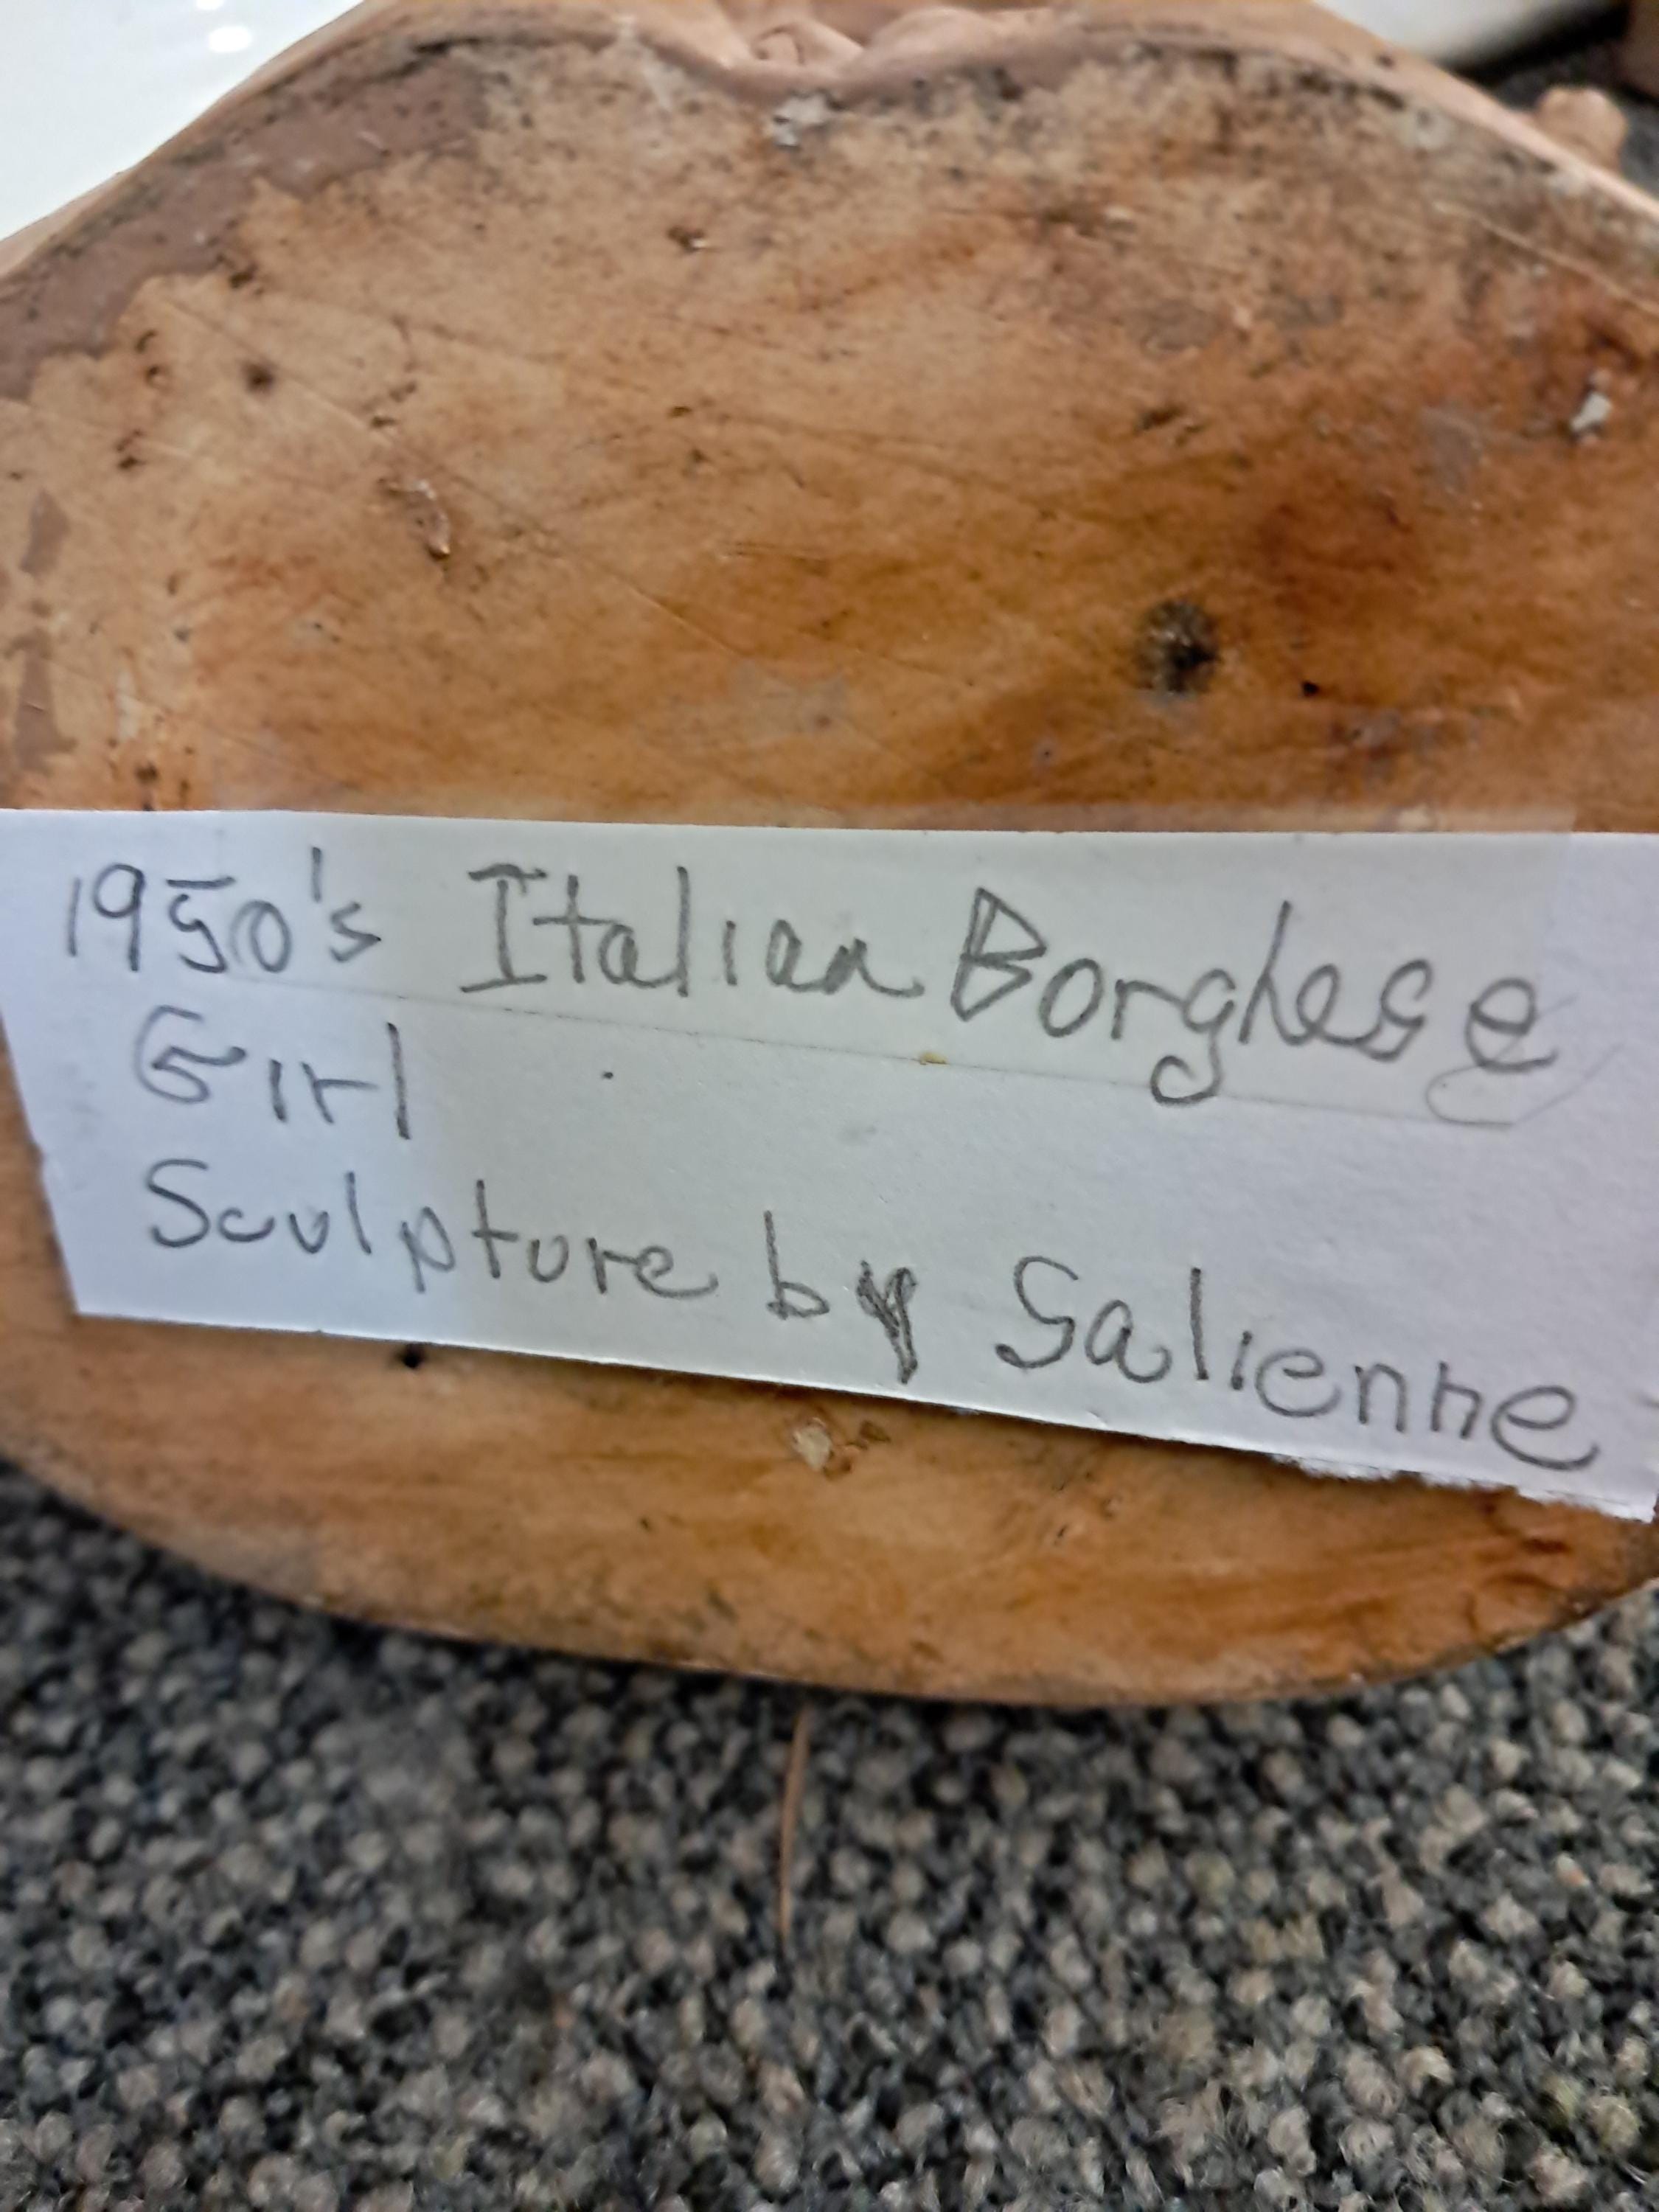 1950's Italian Borghese
Girl
Sculpture by Salienne